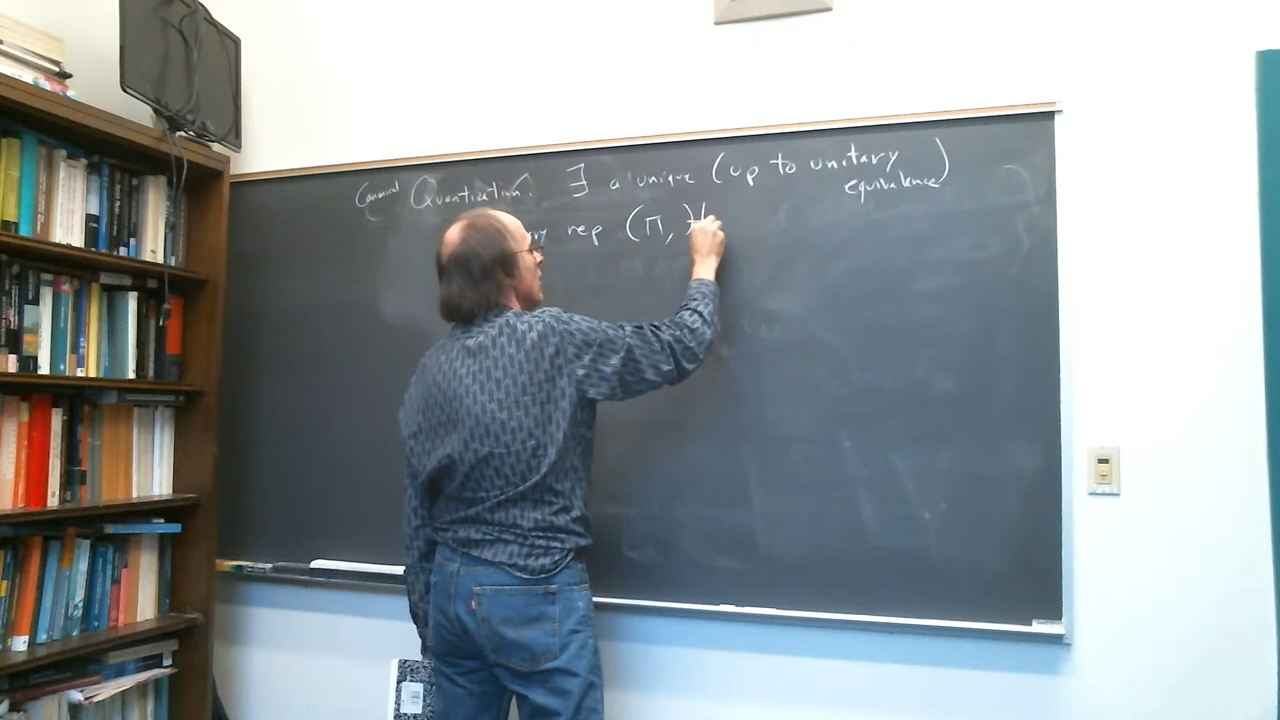 Canonical Quantization: ∃ a unique (up to unitary equivalence)
rep (π, H